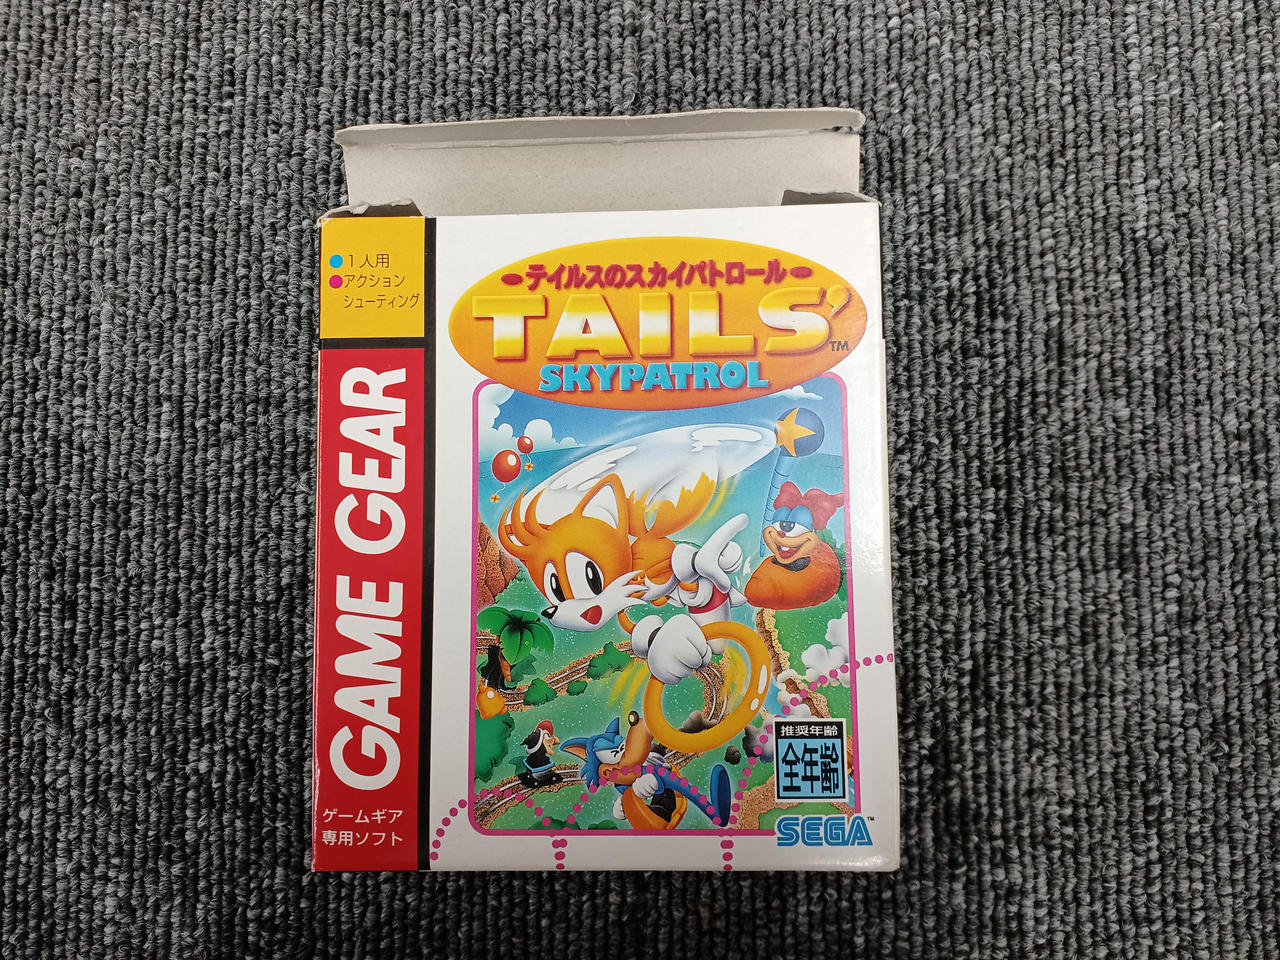 1人用
アクション
シューティング
GAME GEAR
ゲームギア
専用ソフト
テイルスのスカイパトロール
TAILS'
TM
SKYPATROL
推奨年齢
全年齢
SEGA
TM